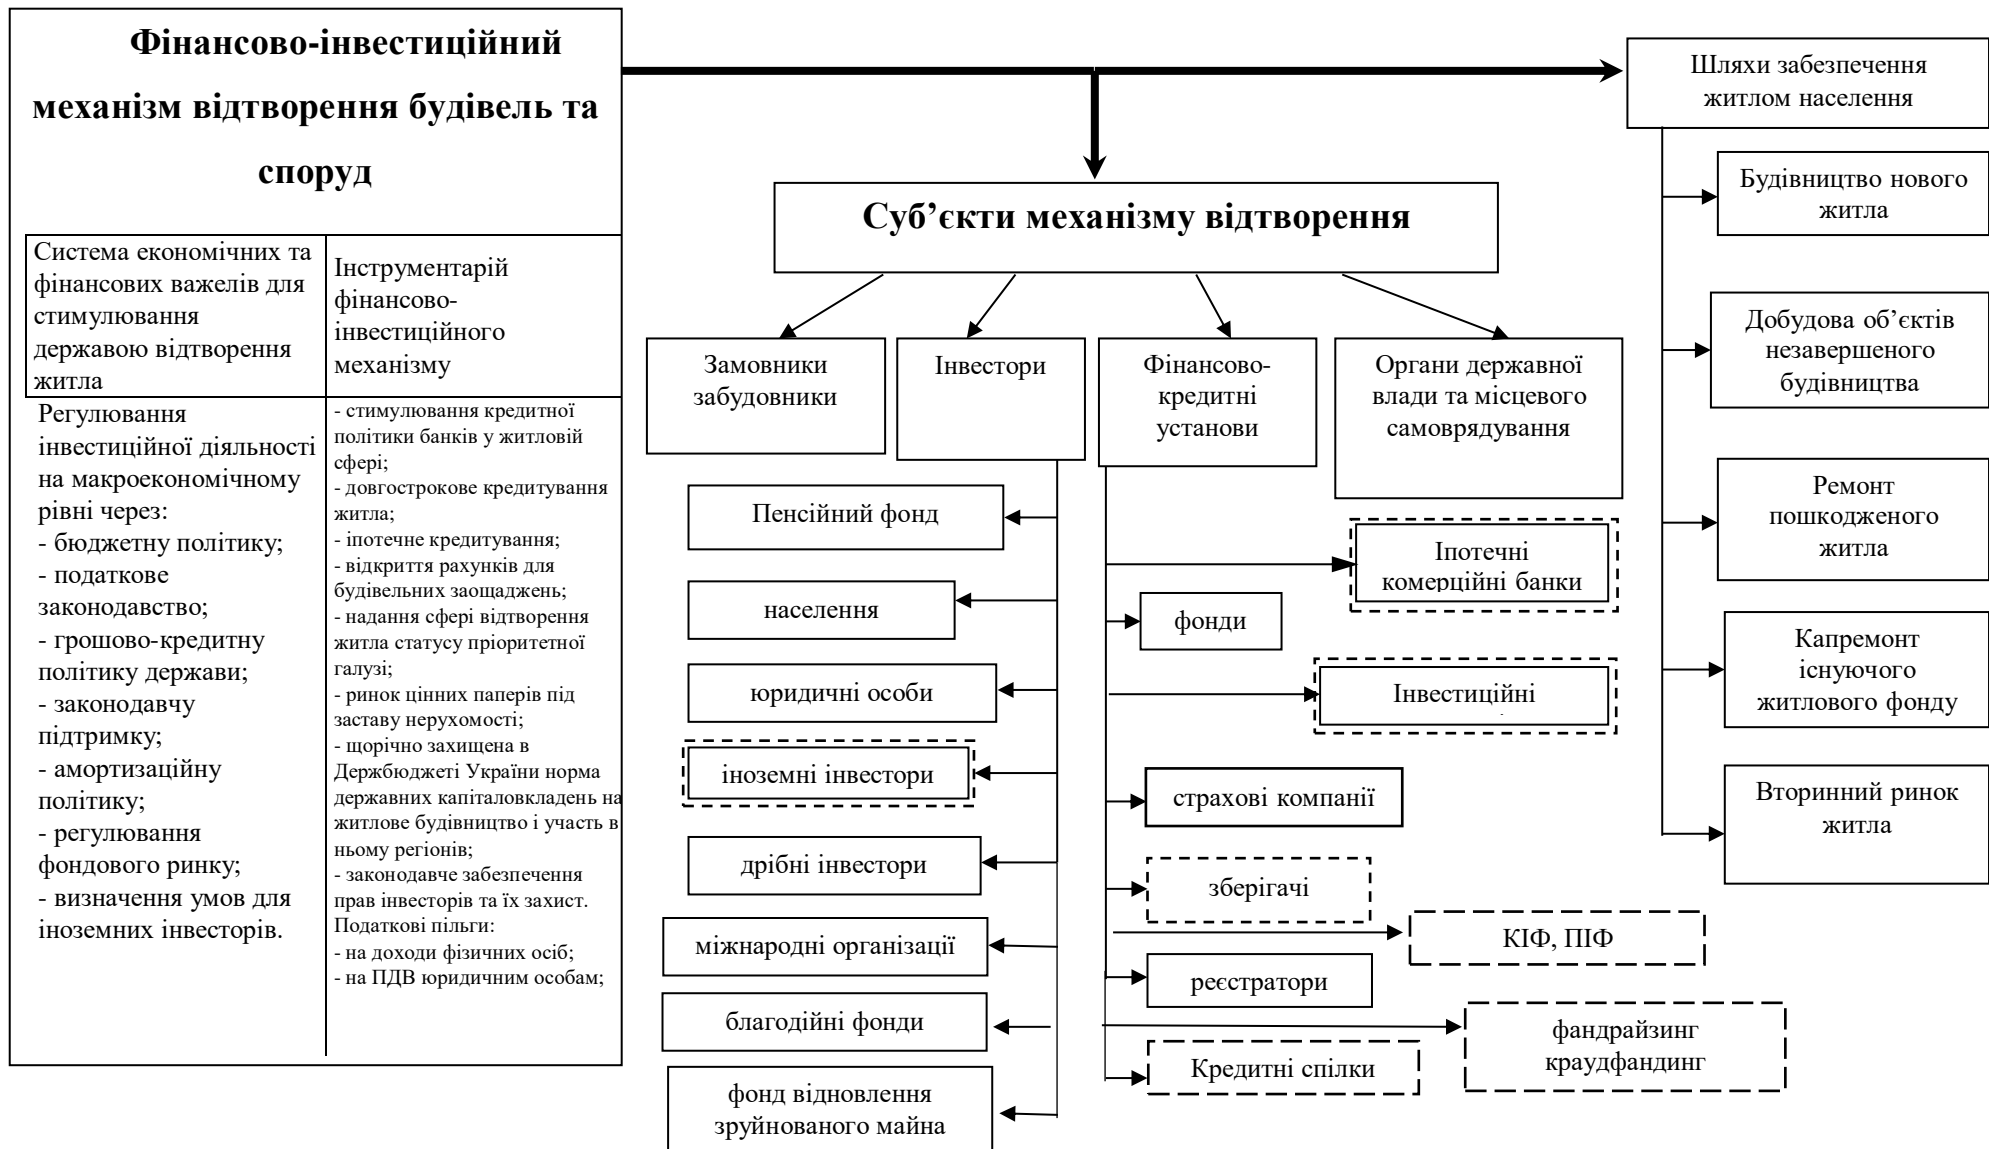 Фінансово-інвестиційний
механізм відтворення будівель та
споруд
Система економічних та
фінансових важелів для
стимулювання
державою відтворення
житла
Інструментарій
фінансово-
інвестиційного
механізму
Регулювання
інвестиційної діяльності
на макроекономічному
рівні через:
- бюджетну політику;
- податкове
законодавство;
- грошово-кредитну
політику держави;
- законодавчу
підтримку;
- амортизаційну
політику;
- регулювання
фондового ринку;
- визначення умов для
іноземних інвесторів.
- стимулювання кредитної
політики банків у житловій
сфері;
- довгострокове кредитування
житла;
- іпотечне кредитування;
- відкриття рахунків для
будівельних заощаджень;
- надання сфері відтворення
житла статусу пріоритетної
галузі;
- ринок цінних паперів під
заставу нерухомості;
- щорічно захищена в
Держбюджеті України норма
державних капіталовкладень на
житлове будівництво і участь в
ньому регіонів;
- законодавче забезпечення
прав інвесторів та їх захист.
Податкові пільги:
- на доходи фізичних осіб;
- на ПДВ юридичним особам;
Суб’єкти механізму відтворення
Замовники
забудовники
Інвестори
Фінансово-
кредитні
установи
Органи державної
влади та місцевого
самоврядування
Пенсійний фонд
населення
юридичні особи
іноземні інвестори
дрібні інвестори
міжнародні організації
благодійні фонди
фонд відновлення
зруйнованого майна
Іпотечні
комерційні банки
фонди
Інвестиційні
страхові компанії
зберігачі
КІФ, ПІФ
реєстратори
фандрайзинг
краудфандинг
Кредитні спілки
Шляхи забезпечення
житлом населення
Будівництво нового
житла
Добудова об’єктів
незавершеного
будівництва
Ремонт
пошкодженого
житла
Капремонт
існуючого
житлового фонду
Вторинний ринок
житла